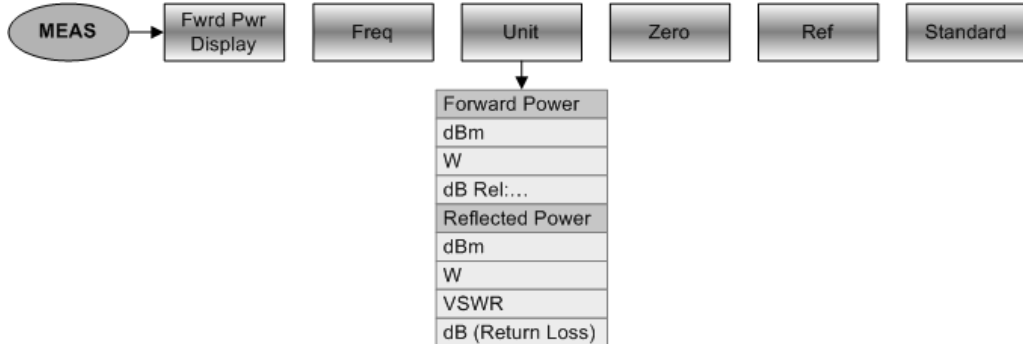 MEAS
Fwrd Pwr
Display
Freq
Unit
Zero
Ref
Standard
Forward Power
dBm
W
dB Rel:...
Reflected Power
dBm
W
VSWR
dB (Return Loss)